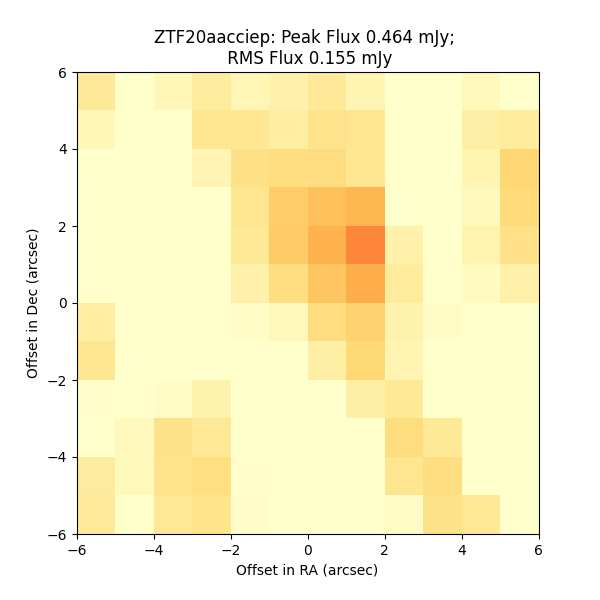 ZTF20aacciep: Peak Flux 0.464 mJy;
RMS Flux 0.155 mJy
6
4
2
0
−2
−4
−6
Offset in Dec (arcsec)
−6 −4 −2 0 2 4 6
Offset in RA (arcsec)